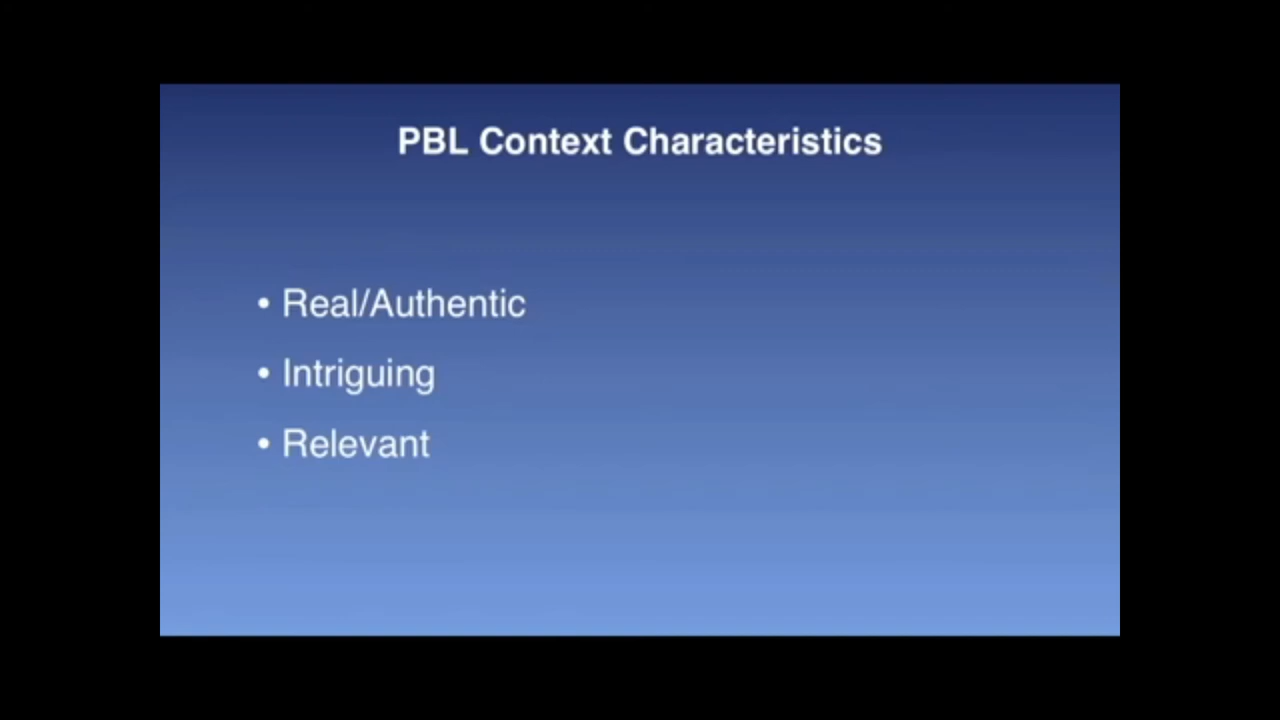 PBL Context Characteristics
• Real/Authentic
• Intriguing
• Relevant